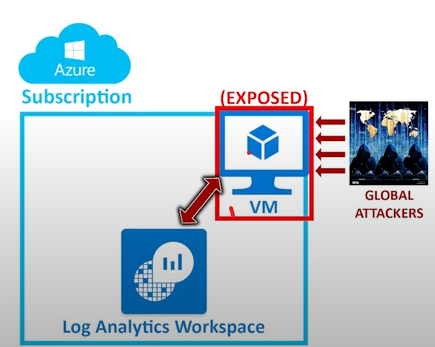 Azure
Subscription
(EXPOSED)
VM
GLOBAL
ATTACKERS
Log Analytics Workspace